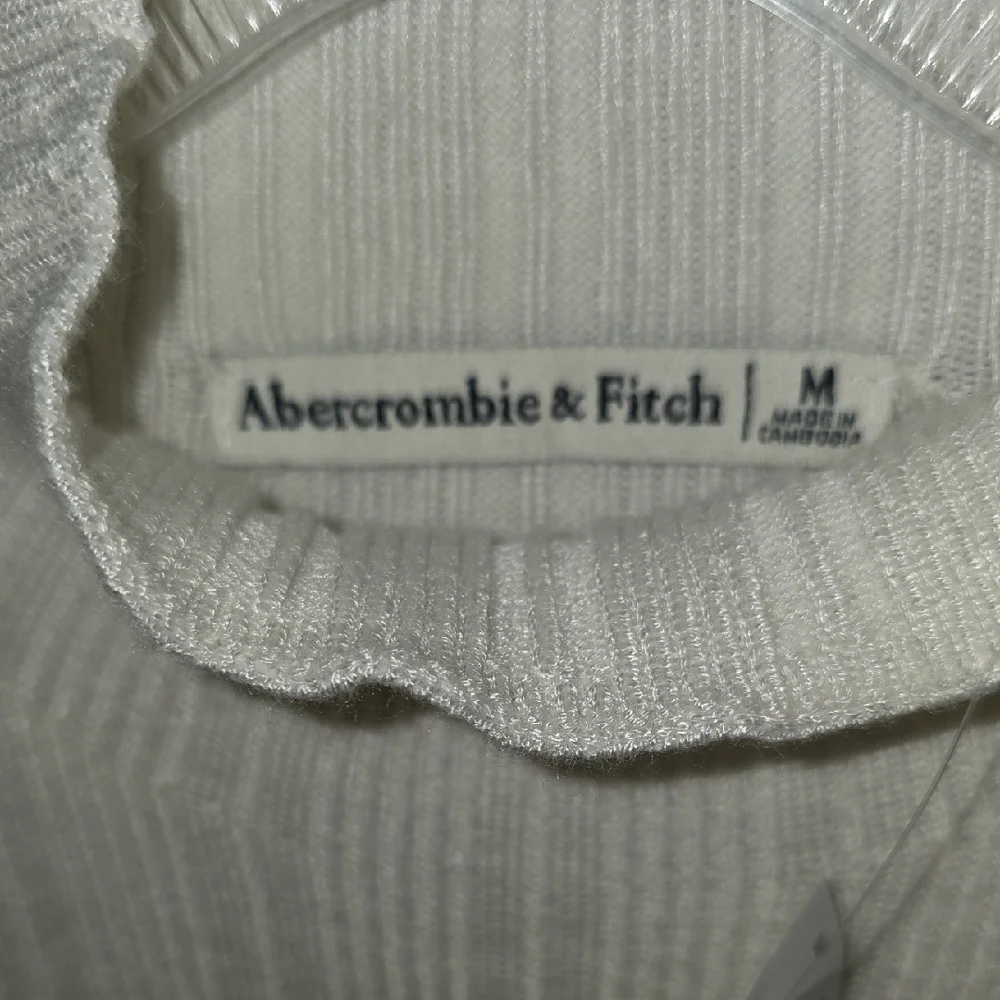 Abercrombie & Fitch | M
MADE IN
CAMBODIA